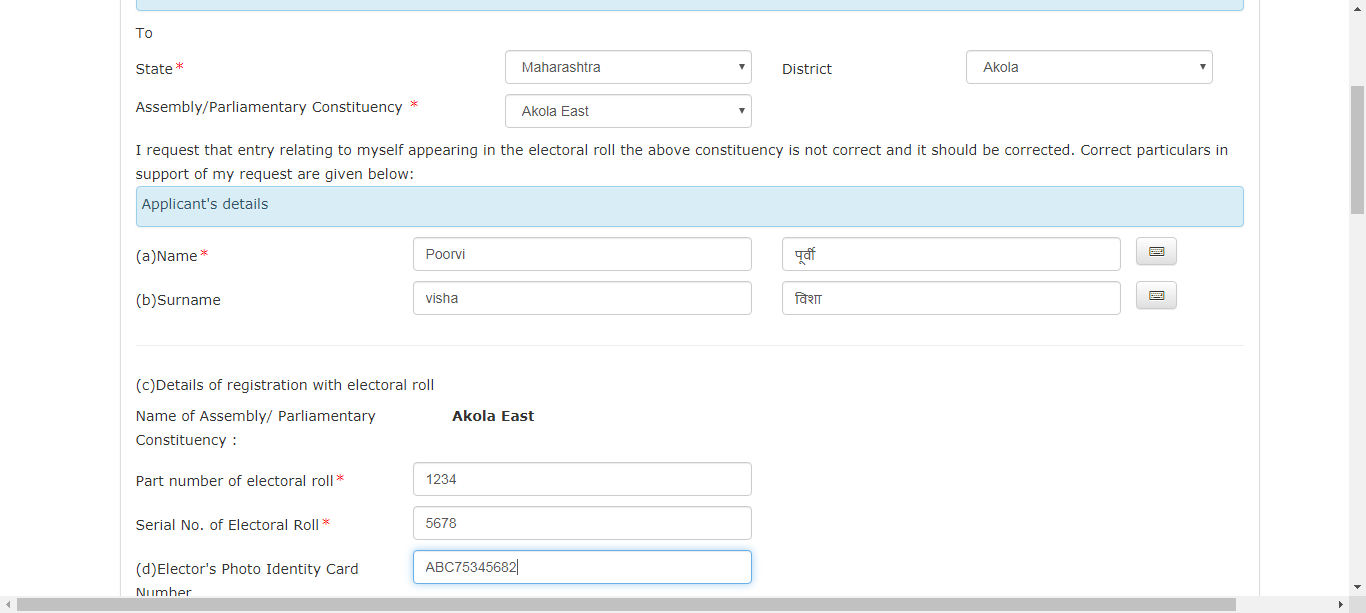 To
State* Maharashtra District Akola
Assembly/Parliamentary Constituency * Akola East
I request that entry relating to myself appearing in the electoral roll the above constituency is not correct and it should be corrected. Correct particulars in
support of my request are given below:
Applicant's details
(a)Name* Poorvi पूर्वी
(b)Surname visha विशा
(c)Details of registration with electoral roll
Name of Assembly/ Parliamentary Akola East
Constituency :
Part number of electoral roll* 1234
Serial No. of Electoral Roll* 5678
(d)Elector's Photo Identity Card ABC75345682
Number